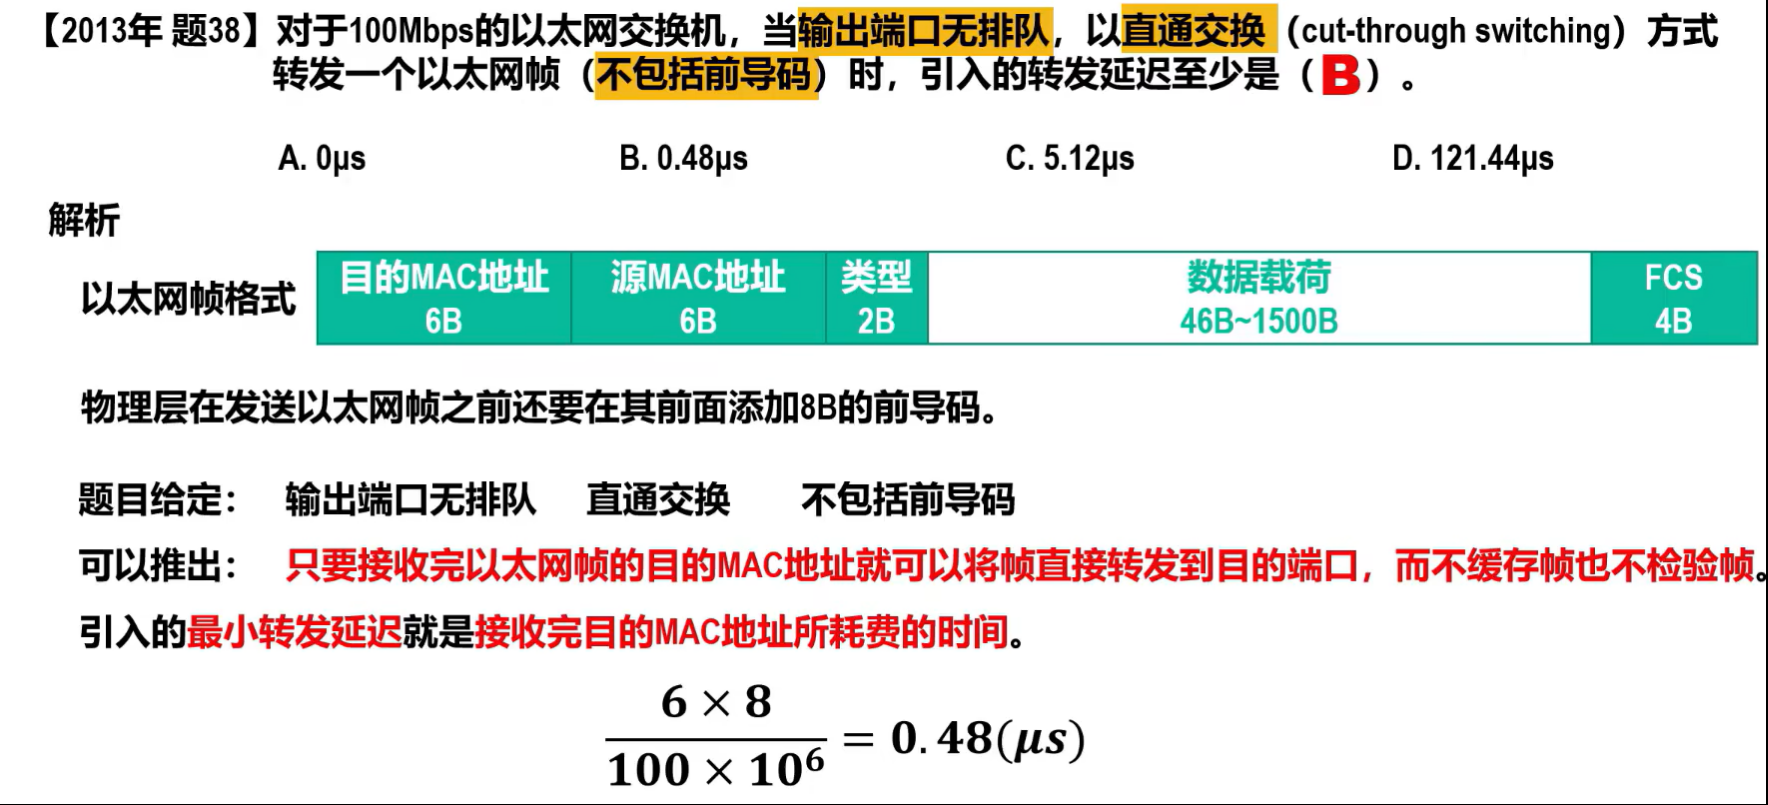 【2013年 题38】对于100Mbps的以太网交换机，当输出端口无排队，以直通交换（cut-through switching）方式
转发一个以太网帧（不包括前导码）时，引入的转发延迟至少是（B）。
A. 0μs B. 0.48μs C. 5.12μs D. 121.44μs
解析
以太网帧格式
目的MAC地址 源MAC地址 类型 数据载荷 FCS
6B 6B 2B 46B~1500B 4B
物理层在发送以太网帧之前还要在其前面添加8B的前导码。
题目给定： 输出端口无排队 直通交换 不包括前导码
可以推出： 只要接收完以太网帧的目的MAC地址就可以将帧直接转发到目的端口，而不缓存帧也不检验帧。
引入的最小转发延迟就是接收完目的MAC地址所耗费的时间。
6 × 8
= 0.48(μs)
100 × 10⁶